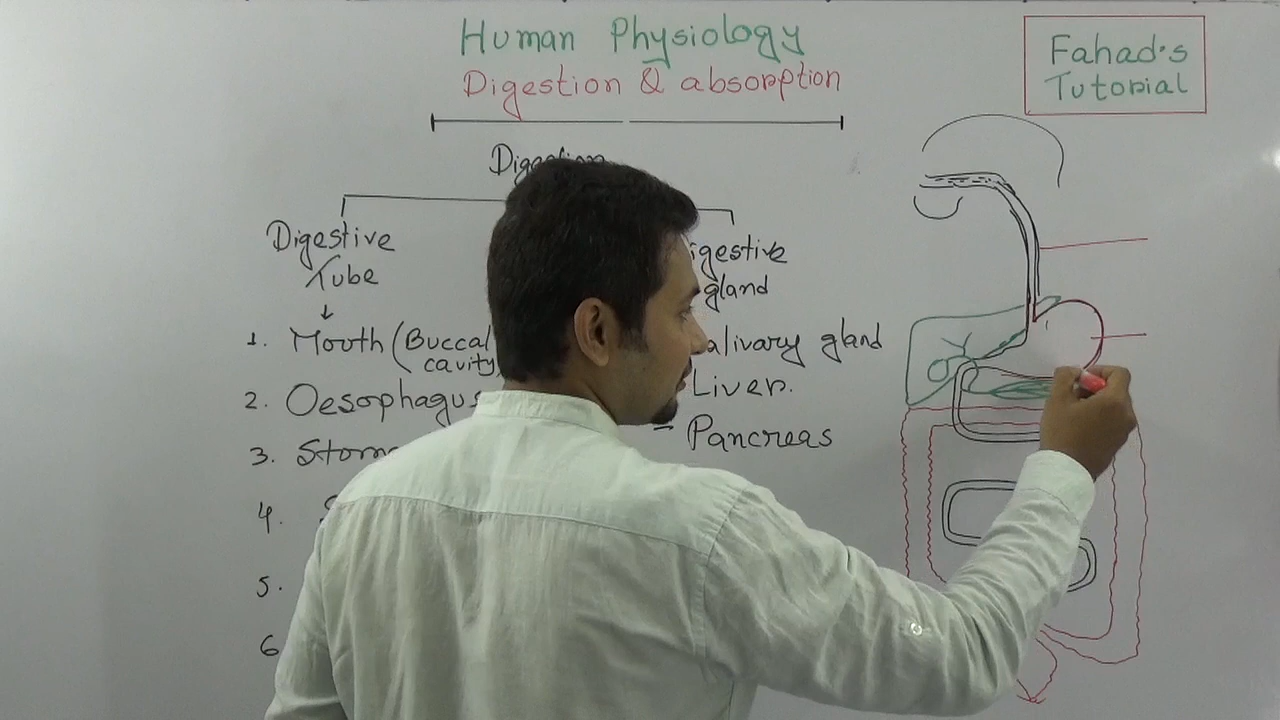 Human Physiology
Digestion & absorption
Fahad's
Tutorial
Digestive
Tube
1. Mouth (Buccal
cavity
2. Oesophagus
3. Stom
4. S
5.
6
igestive
gland
alivary gland
Liver.
Pancreas